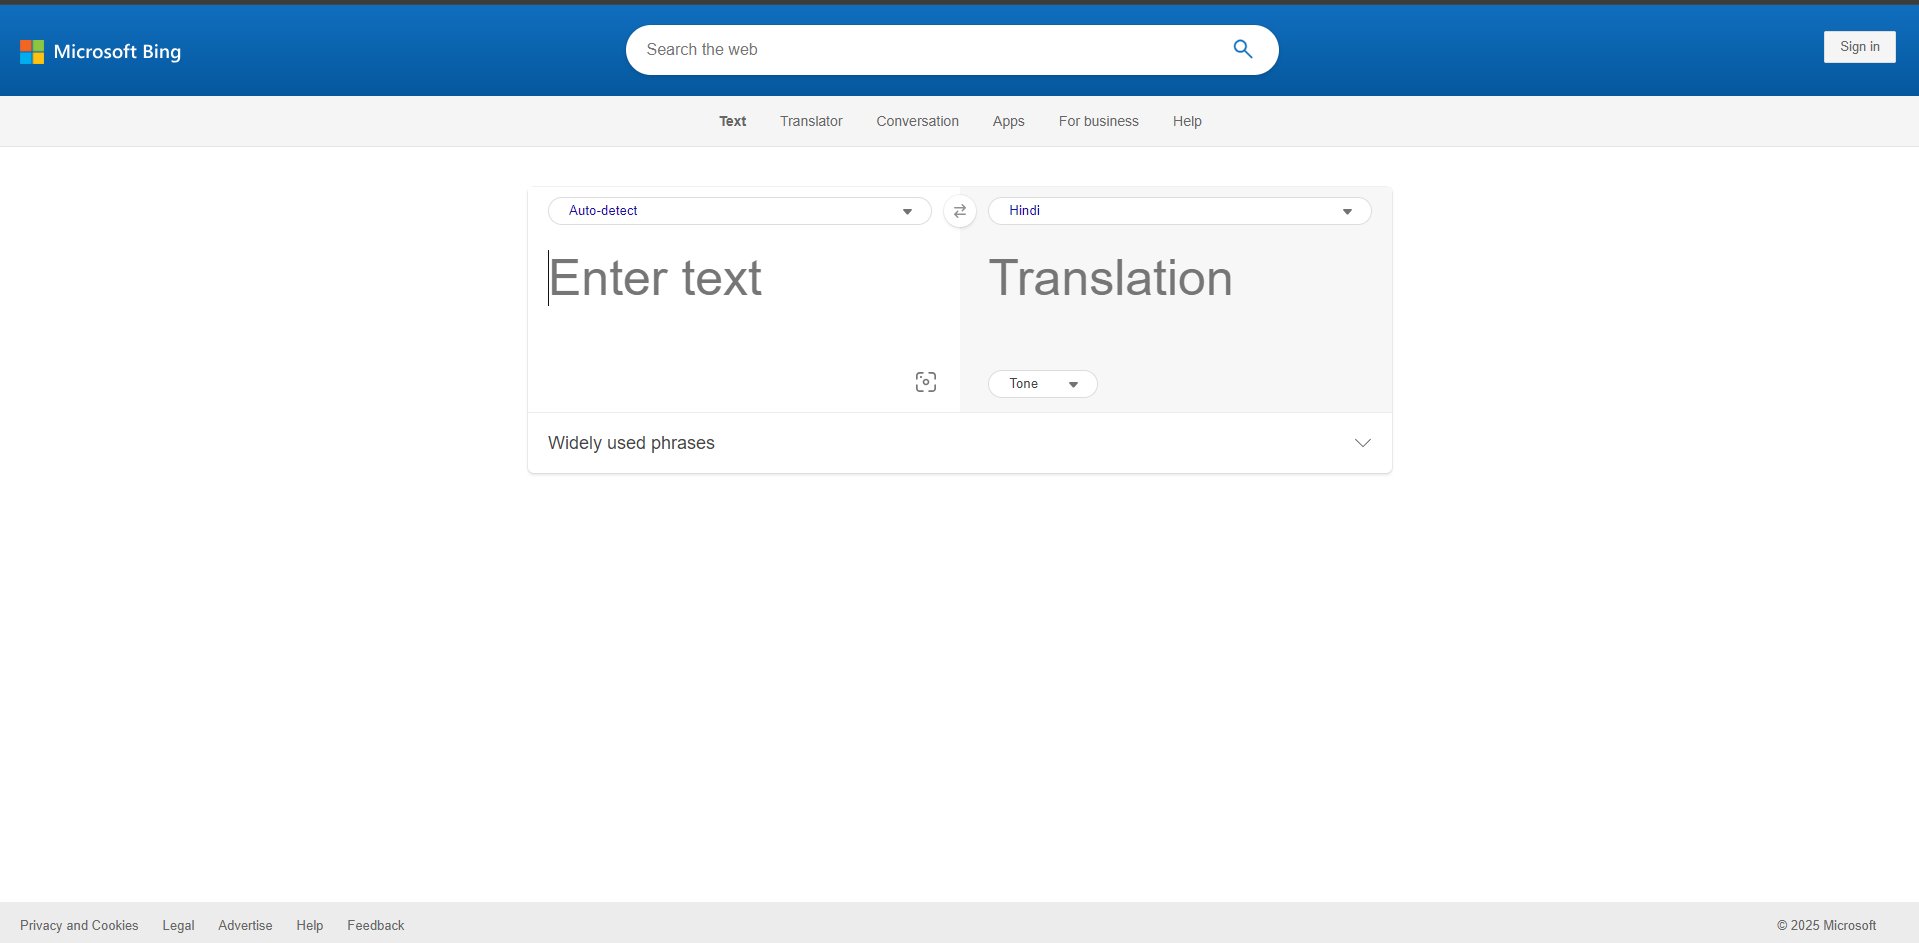 Microsoft Bing
Search the web
Sign in
Text Translator Conversation Apps For business Help
Auto-detect
Hindi
Enter text
Translation
Tone
Widely used phrases
Privacy and Cookies Legal Advertise Help Feedback
© 2025 Microsoft